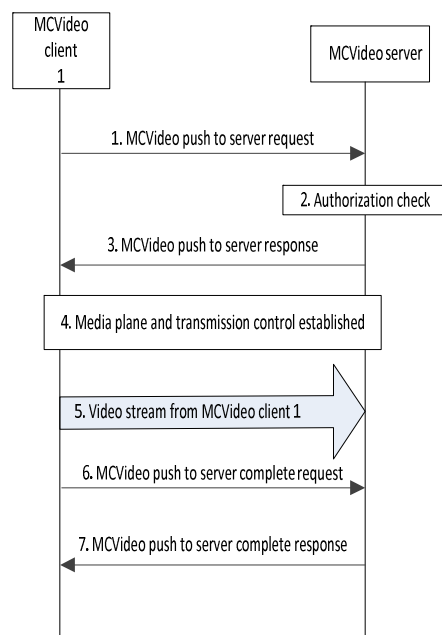 MCVideo
client
1
MCVideo server
1. MCVideo push to server request
2. Authorization check
3. MCVideo push to server response
4. Media plane and transmission control established
5. Video stream from MCVideo client 1
6. MCVideo push to server complete request
7. MCVideo push to server complete response